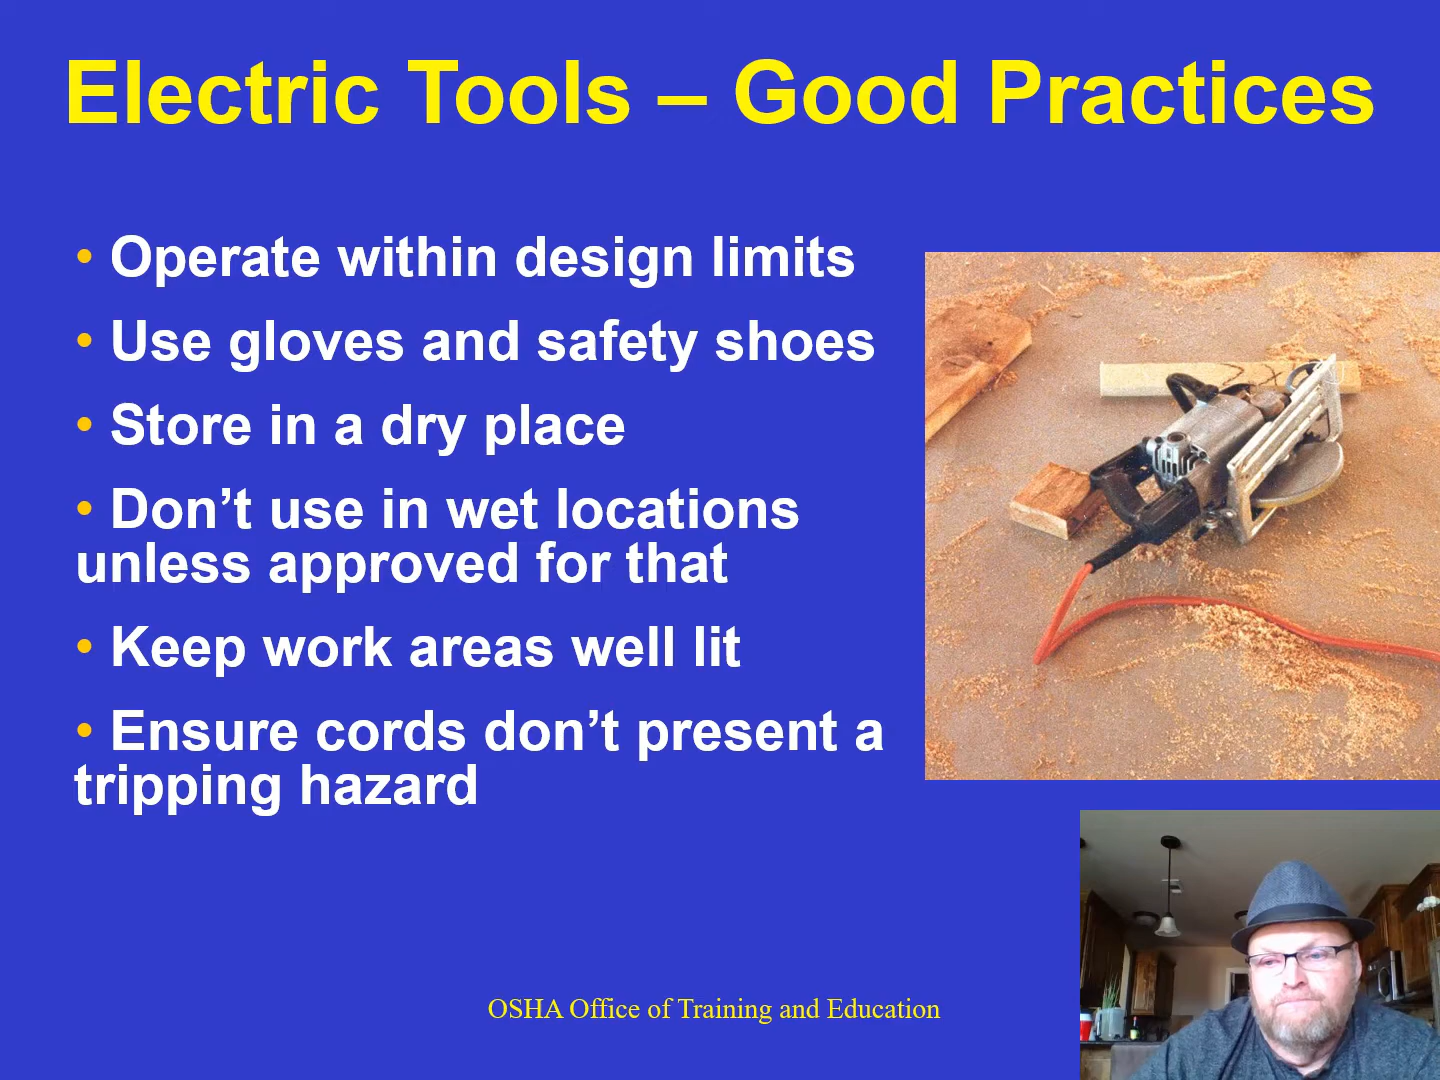 Electric Tools – Good Practices
• Operate within design limits
• Use gloves and safety shoes
• Store in a dry place
• Don’t use in wet locations
unless approved for that
• Keep work areas well lit
• Ensure cords don’t present a
tripping hazard
OSHA Office of Training and Education